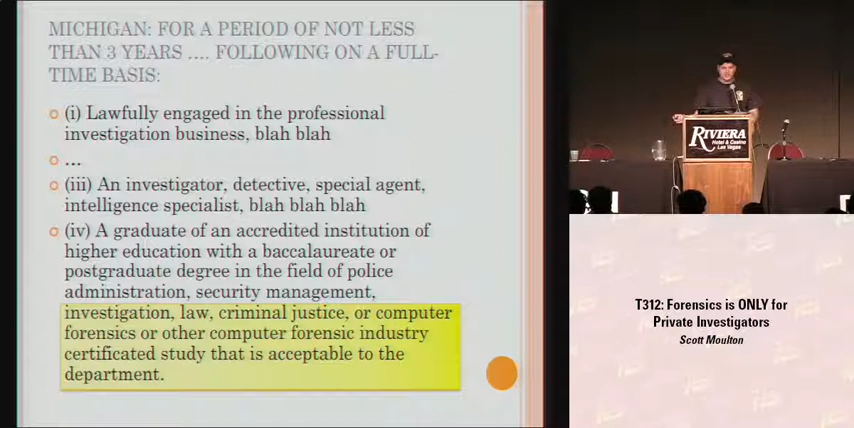 MICHIGAN: FOR A PERIOD OF NOT LESS
THAN 3 YEARS .... FOLLOWING ON A FULL-
TIME BASIS:
(i) Lawfully engaged in the professional
investigation business, blah blah
...
(iii) An investigator, detective, special agent,
intelligence specialist, blah blah blah
(iv) A graduate of an accredited institution of
higher education with a baccalaureate or
postgraduate degree in the field of police
administration, security management,
investigation, law, criminal justice, or computer
forensics or other computer forensic industry
certificated study that is acceptable to the
department.
RIVIERA
Hotel & Casino
Las Vegas
T312: Forensics is ONLY for
Private Investigators
Scott Moulton